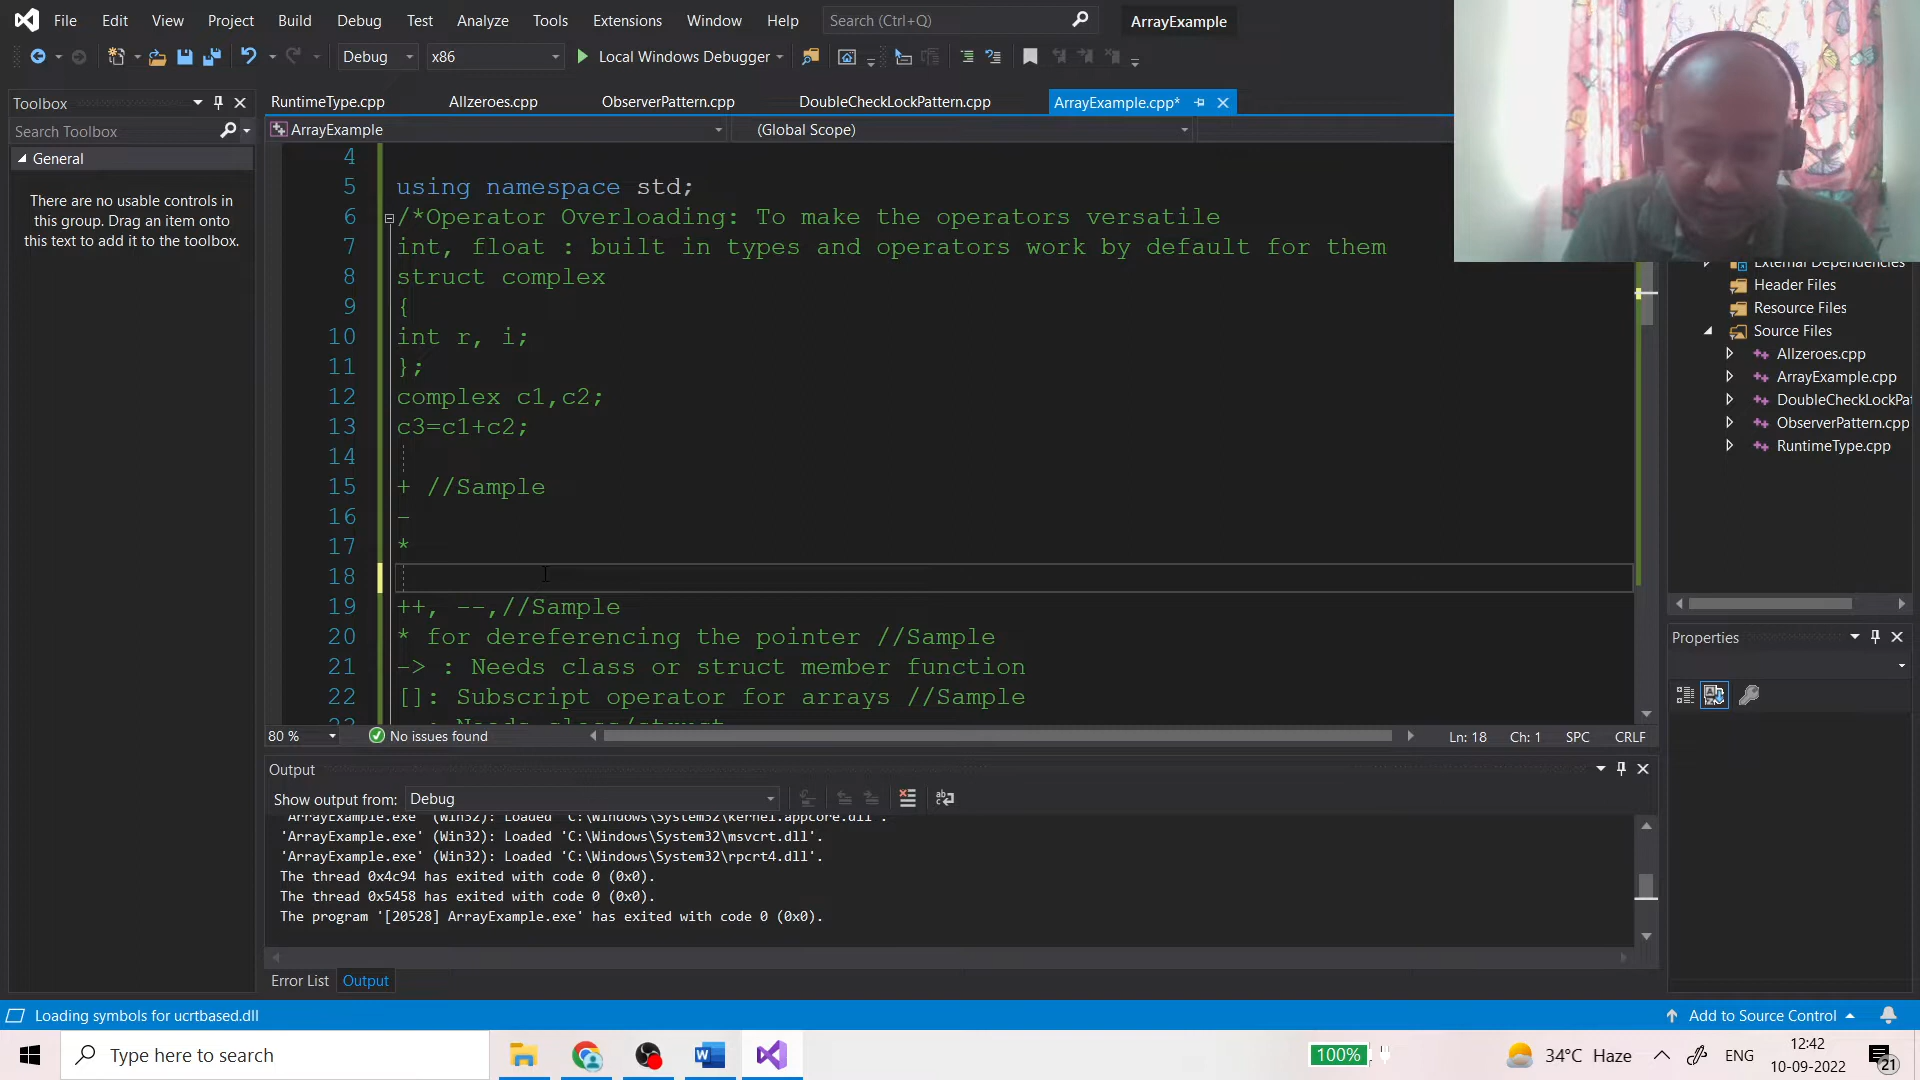 File Edit View Project Build Debug Test Analyze Tools Extensions Window Help Search (Ctrl+Q) ArrayExample
Debug x86 Local Windows Debugger
Toolbox
Search Toolbox
General
There are no usable controls in
this group. Drag an item onto
this text to add it to the toolbox.
RuntimeType.cpp Allzeroes.cpp ObserverPattern.cpp DoubleCheckLockPattern.cpp ArrayExample.cpp*
ArrayExample (Global Scope)
4
5 using namespace std;
6 /*Operator Overloading: To make the operators versatile
7 int, float : built in types and operators work by default for them
8 struct complex
9 {
10 int r, i;
11 };
12 complex c1,c2;
13 c3=c1+c2;
14
15 + //Sample
16 -
17 *
18
19 ++, --,//Sample
20 * for dereferencing the pointer //Sample
21 -> : Needs class or struct member function
22 []: Subscript operator for arrays //Sample
23 : Needs class/struct
80 % No issues found Ln: 18 Ch: 1 SPC CRLF
External Dependencies
Header Files
Resource Files
Source Files
Allzeroes.cpp
ArrayExample.cpp
DoubleCheckLockPat
ObserverPattern.cpp
RuntimeType.cpp
Properties
Output
Show output from: Debug
'ArrayExample.exe' (Win32): Loaded 'C:\Windows\System32\kernel.appcore.dll'.
'ArrayExample.exe' (Win32): Loaded 'C:\Windows\System32\msvcrt.dll'.
'ArrayExample.exe' (Win32): Loaded 'C:\Windows\System32\rpcrt4.dll'.
The thread 0x4c94 has exited with code 0 (0x0).
The thread 0x5458 has exited with code 0 (0x0).
The program '[20528] ArrayExample.exe' has exited with code 0 (0x0).
Error List Output
Loading symbols for ucrtbased.dll Add to Source Control
Type here to search 100% 34°C Haze ENG 12:42
10-09-2022 21